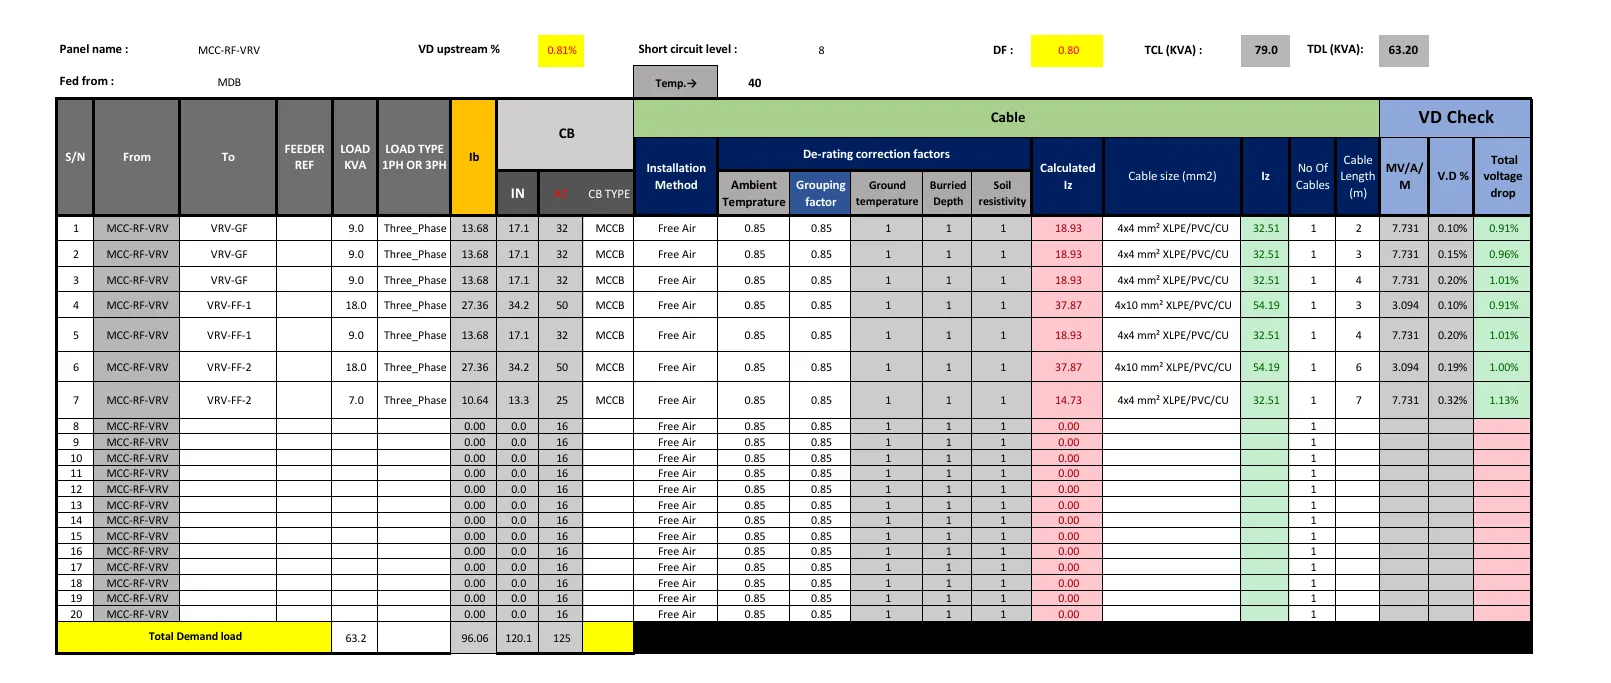 Panel name : MCC-RF-VRV VD upstream % 0.81% Short circuit level : 8 DF : 0.80 TCL (KVA) : 79.0 TDL (KVA): 63.20
Fed from : MDB Temp.→ 40
S/N From To FEEDER REF LOAD KVA LOAD TYPE 1PH OR 3PH Ib CB Cable VD Check
IN CB TYPE Installation Method De-rating correction factors Calculated Iz Cable size (mm2) Iz No Of Cables Cable Length (m) MV/A/M V.D % Total voltage drop
Ambient Temprature Grouping factor Ground temperature Burried Depth Soil resistivity
1 MCC-RF-VRV VRV-GF 9.0 Three_Phase 13.68 17.1 32 MCCB Free Air 0.85 0.85 1 1 1 18.93 4x4 mm² XLPE/PVC/CU 32.51 1 2 7.731 0.10% 0.91%
2 MCC-RF-VRV VRV-GF 9.0 Three_Phase 13.68 17.1 32 MCCB Free Air 0.85 0.85 1 1 1 18.93 4x4 mm² XLPE/PVC/CU 32.51 1 3 7.731 0.15% 0.96%
3 MCC-RF-VRV VRV-GF 9.0 Three_Phase 13.68 17.1 32 MCCB Free Air 0.85 0.85 1 1 1 18.93 4x4 mm² XLPE/PVC/CU 32.51 1 4 7.731 0.20% 1.01%
4 MCC-RF-VRV VRV-FF-1 18.0 Three_Phase 27.36 34.2 50 MCCB Free Air 0.85 0.85 1 1 1 37.87 4x10 mm² XLPE/PVC/CU 54.19 1 3 3.094 0.10% 0.91%
5 MCC-RF-VRV VRV-FF-1 9.0 Three_Phase 13.68 17.1 32 MCCB Free Air 0.85 0.85 1 1 1 18.93 4x4 mm² XLPE/PVC/CU 32.51 1 4 7.731 0.20% 1.01%
6 MCC-RF-VRV VRV-FF-2 18.0 Three_Phase 27.36 34.2 50 MCCB Free Air 0.85 0.85 1 1 1 37.87 4x10 mm² XLPE/PVC/CU 54.19 1 6 3.094 0.19% 1.00%
7 MCC-RF-VRV VRV-FF-2 7.0 Three_Phase 10.64 13.3 25 MCCB Free Air 0.85 0.85 1 1 1 14.73 4x4 mm² XLPE/PVC/CU 32.51 1 7 7.731 0.32% 1.13%
8 MCC-RF-VRV 0.00 0.0 16 Free Air 0.85 0.85 1 1 1 0.00 1
9 MCC-RF-VRV 0.00 0.0 16 Free Air 0.85 0.85 1 1 1 0.00 1
10 MCC-RF-VRV 0.00 0.0 16 Free Air 0.85 0.85 1 1 1 0.00 1
11 MCC-RF-VRV 0.00 0.0 16 Free Air 0.85 0.85 1 1 1 0.00 1
12 MCC-RF-VRV 0.00 0.0 16 Free Air 0.85 0.85 1 1 1 0.00 1
13 MCC-RF-VRV 0.00 0.0 16 Free Air 0.85 0.85 1 1 1 0.00 1
14 MCC-RF-VRV 0.00 0.0 16 Free Air 0.85 0.85 1 1 1 0.00 1
15 MCC-RF-VRV 0.00 0.0 16 Free Air 0.85 0.85 1 1 1 0.00 1
16 MCC-RF-VRV 0.00 0.0 16 Free Air 0.85 0.85 1 1 1 0.00 1
17 MCC-RF-VRV 0.00 0.0 16 Free Air 0.85 0.85 1 1 1 0.00 1
18 MCC-RF-VRV 0.00 0.0 16 Free Air 0.85 0.85 1 1 1 0.00 1
19 MCC-RF-VRV 0.00 0.0 16 Free Air 0.85 0.85 1 1 1 0.00 1
20 MCC-RF-VRV 0.00 0.0 16 Free Air 0.85 0.85 1 1 1 0.00 1
Total Demand load 63.2 96.06 120.1 125